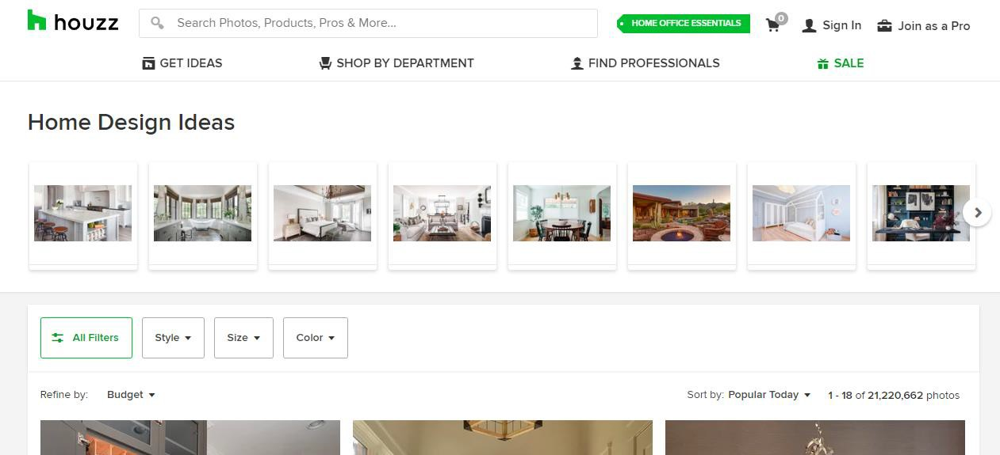 houzz
Search Photos, Products, Pros & More...
HOME OFFICE ESSENTIALS
0
Sign In
Join as a Pro
GET IDEAS
SHOP BY DEPARTMENT
FIND PROFESSIONALS
SALE
Home Design Ideas
All Filters
Style
Size
Color
Refine by:
Budget
Sort by: Popular Today
1 - 18 of 21,220,662 photos